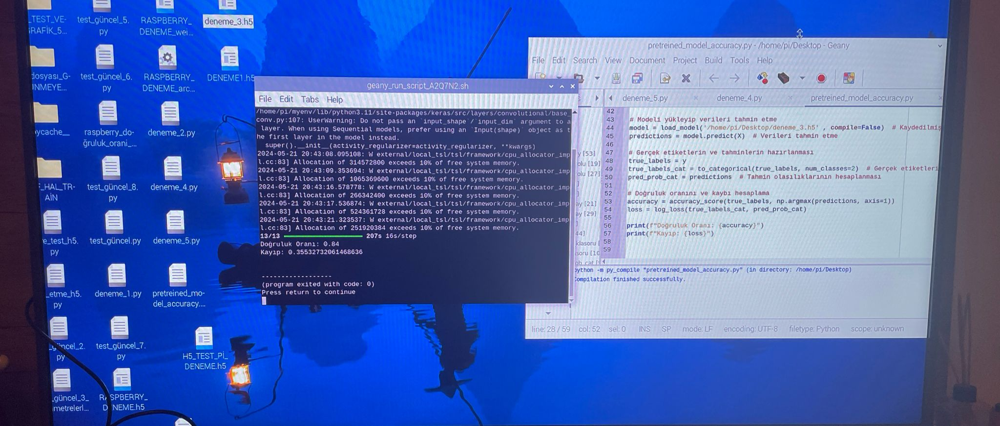 _TEST_VE-
GRAFİK_5...
test_güncel_5.
py
RASPBERRY_
DENEME_wei...
deneme_3.h5
dosyası_G-
NMEYE...
test_güncel_6.
py
RASPBERRY_
DENEME_arc...
DENEME1.h5
ycache__
raspberry_do-
ğruluk_orani_...
deneme_2.py
_HAL_TR-
AİN
test_güncel_8.
py
deneme_4.py
e_test_h5.
py
test_güncel.py
deneme_5.py
_etme_h5.
py
deneme_1.py
pretreined_mo-
del_accuracy....
güncel_2.
py
test_güncel_7.
py
H5_TEST_Pİ_
DENEME.h5
_güncel_3_
metrelerl...
RASPBERRY_
DENEME.h5
geany_run_script_A2Q7N2.sh
File Edit Tabs Help
/home/pi/myenv/lib/python3.11/site-packages/keras/src/layers/convolutional/base_
conv.py:107: UserWarning: Do not pass an `input_shape`/`input_dim` argument to a
 layer. When using Sequential models, prefer using an `Input(shape)` object as t
he first layer in the model instead.
  super().__init__(activity_regularizer=activity_regularizer, **kwargs)
2024-05-21 20:43:08.095108: W external/local_tsl/tsl/framework/cpu_allocator_imp
l.cc:83] Allocation of 314572800 exceeds 10% of free system memory.
2024-05-21 20:43:09.353694: W external/local_tsl/tsl/framework/cpu_allocator_imp
l.cc:83] Allocation of 1065369600 exceeds 10% of free system memory.
2024-05-21 20:43:16.578778: W external/local_tsl/tsl/framework/cpu_allocator_imp
l.cc:83] Allocation of 266342400 exceeds 10% of free system memory.
2024-05-21 20:43:17.536874: W external/local_tsl/tsl/framework/cpu_allocator_imp
l.cc:83] Allocation of 524361728 exceeds 10% of free system memory.
2024-05-21 20:43:21.323537: W external/local_tsl/tsl/framework/cpu_allocator_imp
l.cc:83] Allocation of 251920384 exceeds 10% of free system memory.
13/13 207s 16s/step
Doğruluk Oranı: 0.84
Kayıp: 0.35532732061468636
------------------
(program exited with code: 0)
Press return to continue
pretreined_model_accuracy.py - /home/pi/Desktop - Geany
File Edit Search View Document Project Build Tools Help
s deneme_5.py deneme_4.py pretreined_model_accuracy.py
y [53]
olu [19]
olu [27]
]
]
ay [21]
ay [29]
]
44]
klasoru [
soru [10
ob_cat [
42
43 # Modeli yükleyip verileri tahmin etme
44 model = load_model('/home/pi/Desktop/deneme_3.h5' , compile=False)  # Kaydedilmiş
45 predictions = model.predict(X)  # Verileri tahmin etme
46
47 # Gerçek etiketlerin ve tahminlerin hazırlanması
48 true_labels = y
49 true_labels_cat = to_categorical(true_labels, num_classes=2)  # Gerçek etiketleri
50 pred_prob_cat = predictions  # Tahmin olasılıklarının hesaplanması
51
52 # Doğruluk oranını ve kaybı hesaplama
53 accuracy = accuracy_score(true_labels, np.argmax(predictions, axis=1))
54 loss = log_loss(true_labels_cat, pred_prob_cat)
55
56 print(f"Doğruluk Oranı: {accuracy}")
57 print(f"Kayıp: {loss}")
58
59
python -m py_compile "pretreined_model_accuracy.py" (in directory: /home/pi/Desktop)
Compilation finished successfully.
line: 28 / 59 col: 52 sel: 0 INS SP mode: LF encoding: UTF-8 filetype: Python scope: unknown